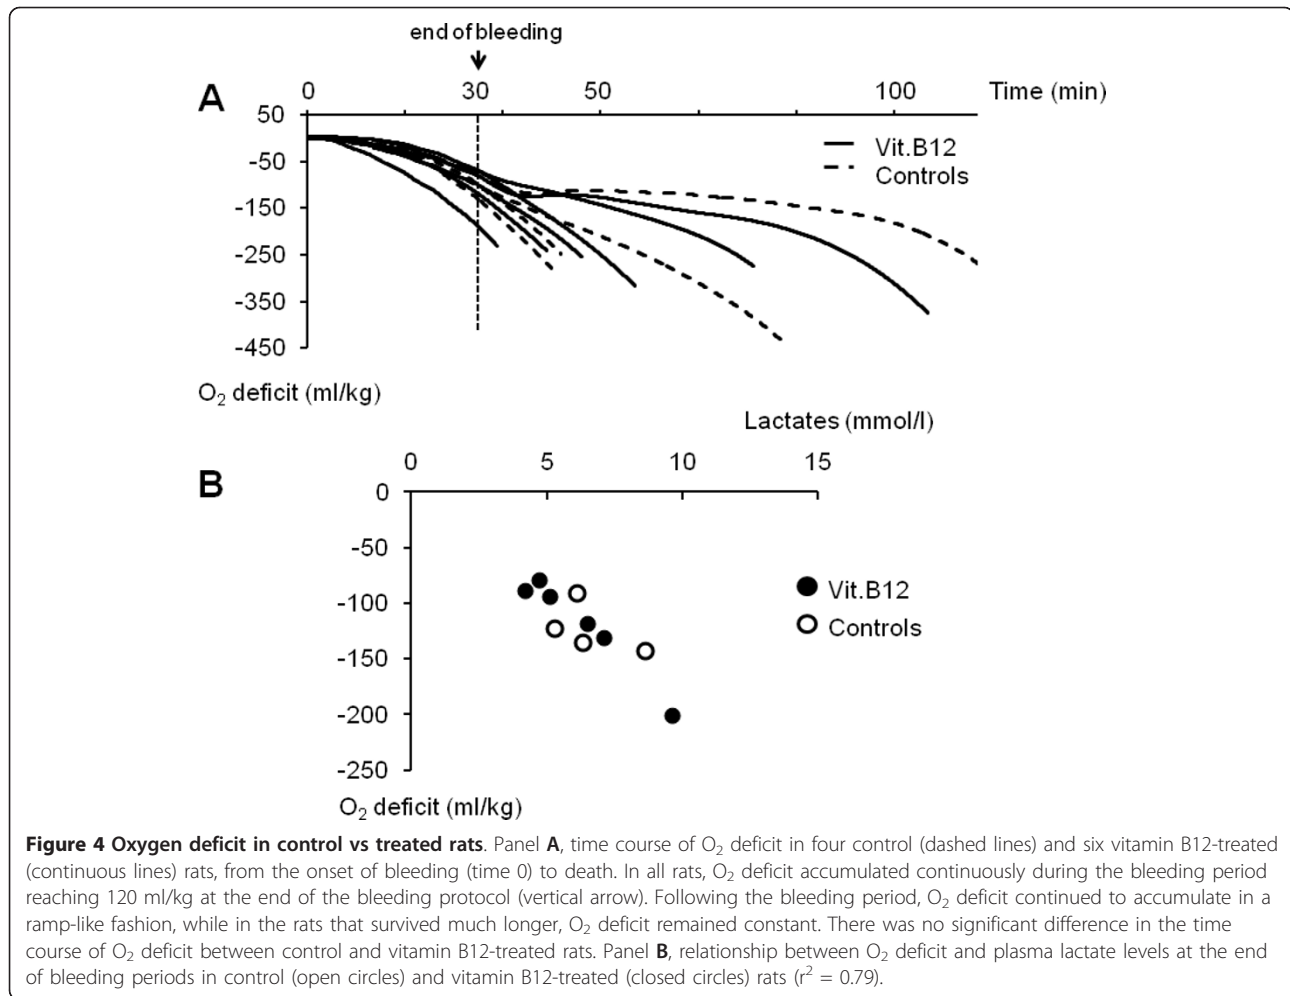 end of bleeding
A
0 30 50 100 Time (min)
50
-50
-150
-250
-350
-450
Vit.B12
Controls
O₂ deficit (ml/kg)
Lactates (mmol/l)
B
0 5 10 15
0
-50
-100
-150
-200
-250
Vit.B12
Controls
O₂ deficit (ml/kg)
Figure 4 Oxygen deficit in control vs treated rats. Panel A, time course of O₂ deficit in four control (dashed lines) and six vitamin B12-treated
(continuous lines) rats, from the onset of bleeding (time 0) to death. In all rats, O₂ deficit accumulated continuously during the bleeding period
reaching 120 ml/kg at the end of the bleeding protocol (vertical arrow). Following the bleeding period, O₂ deficit continued to accumulate in a
ramp-like fashion, while in the rats that survived much longer, O₂ deficit remained constant. There was no significant difference in the time
course of O₂ deficit between control and vitamin B12-treated rats. Panel B, relationship between O₂ deficit and plasma lactate levels at the end
of bleeding periods in control (open circles) and vitamin B12-treated (closed circles) rats (r² = 0.79).